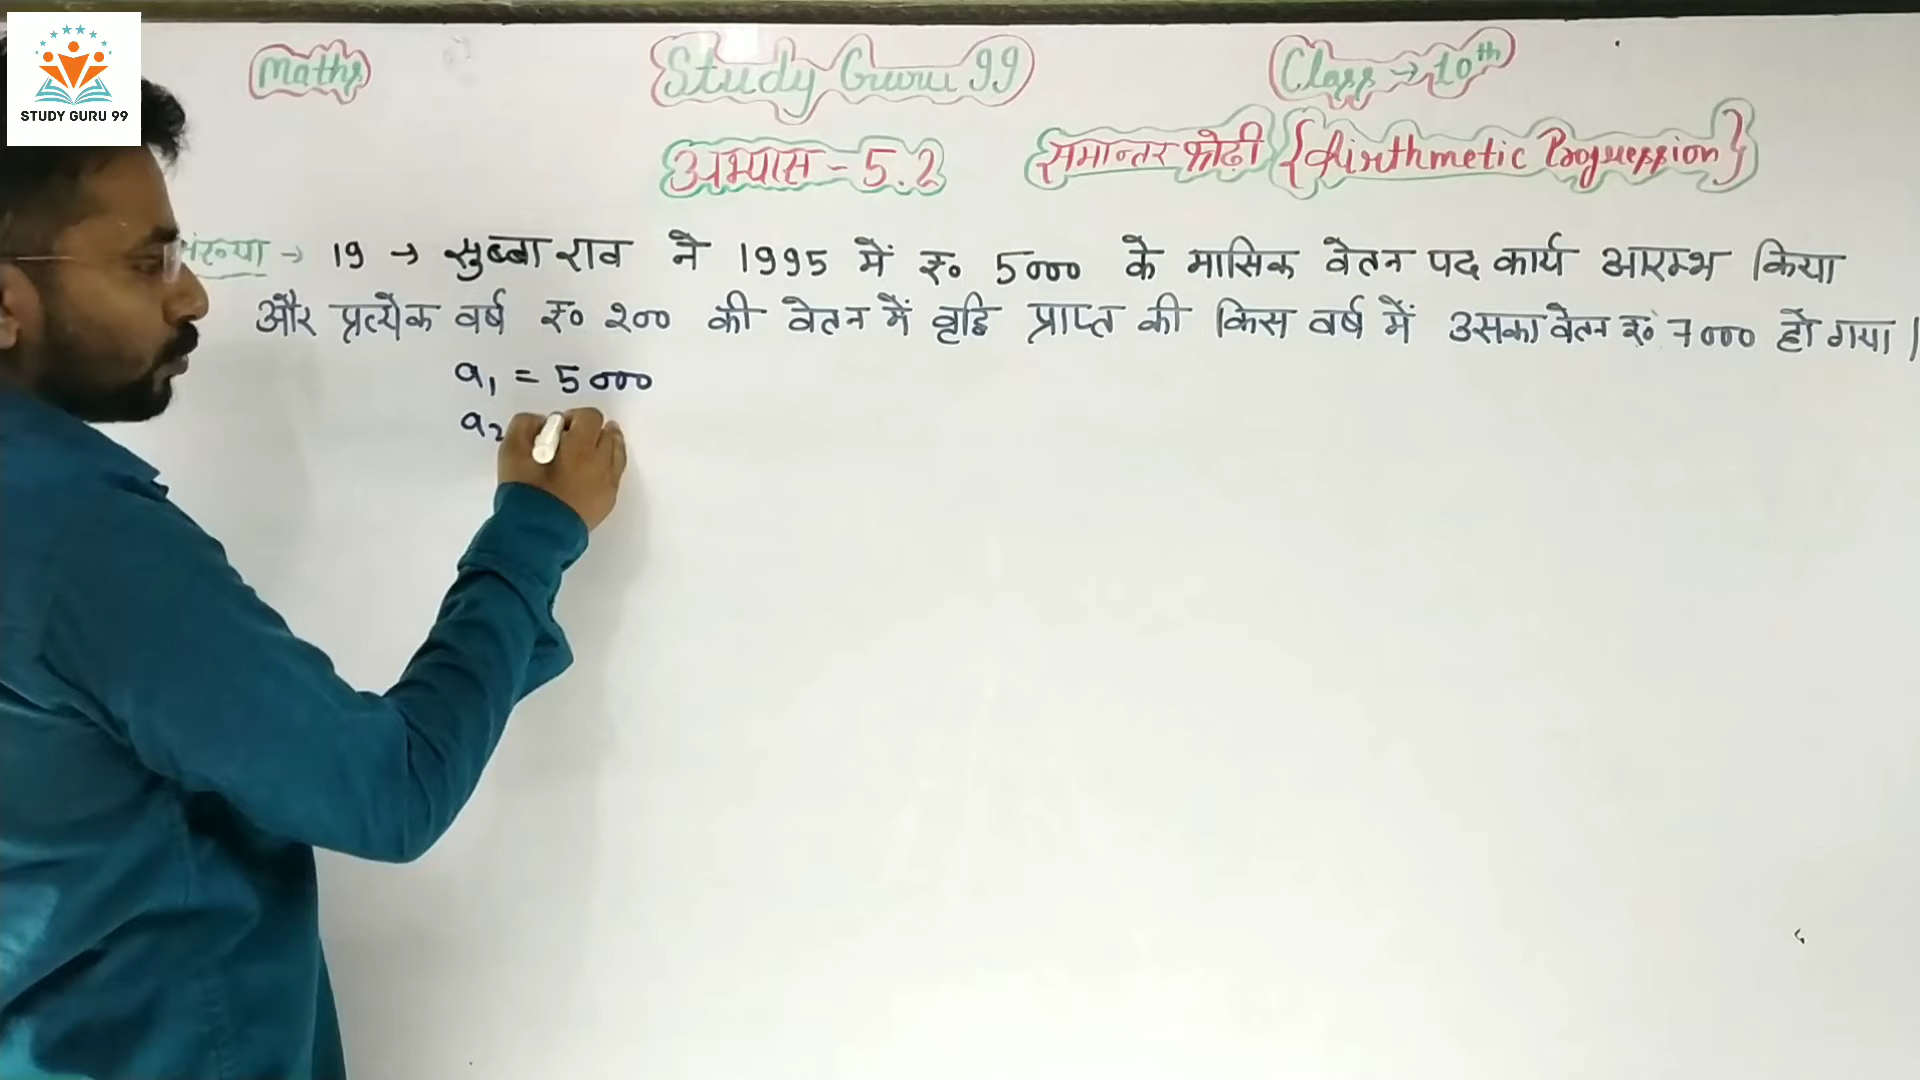 STUDY GURU 99
Maths
Study Guru 99
Class → 10th
अभ्यास - 5.2
समान्तर श्रेढ़ी {Airthmetic Progression}
संख्या → 19 → सुब्बा राव ने 1995 में रु० 5000 के मासिक वेतन पद कार्य आरम्भ किया
और प्रत्येक वर्ष रु० 200 की वेतन में वृद्धि प्राप्त की किस वर्ष में उसका वेतन रु० 7000 हो गया।
a₁ = 5000
a₂